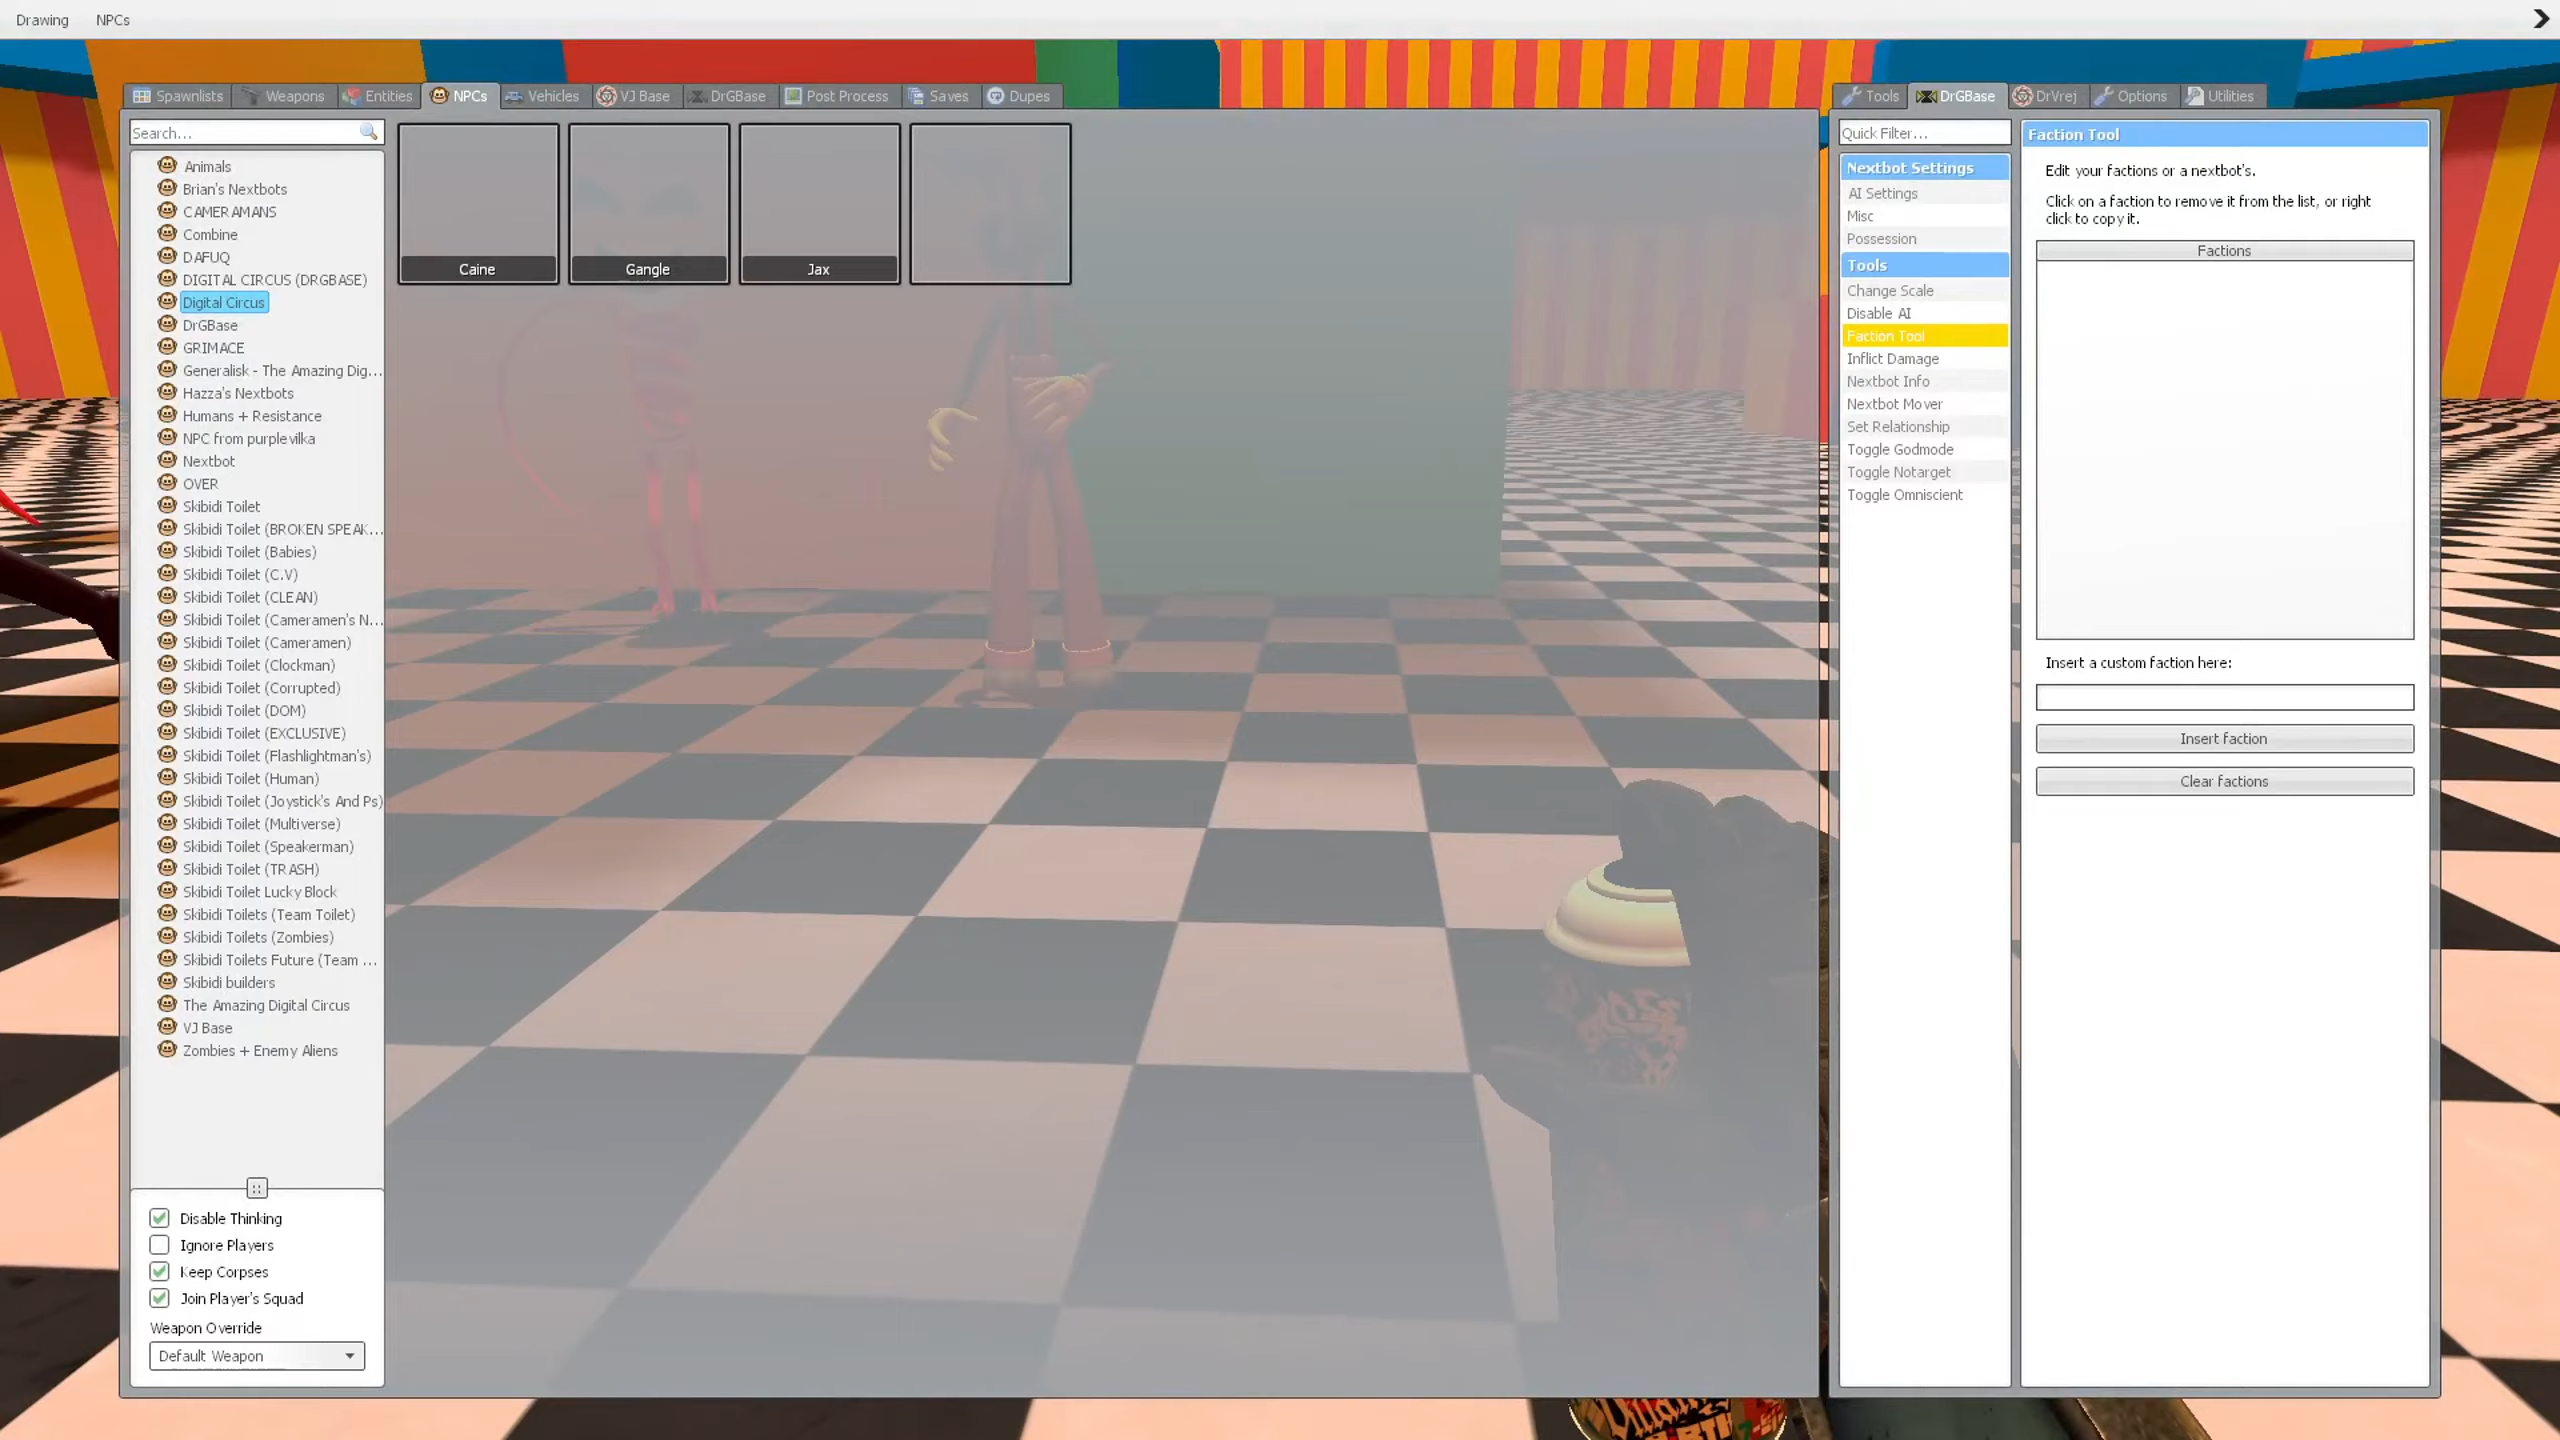 Drawing NPCs
Spawnlists Weapons Entities NPCs Vehicles VJ Base DrGBase Post Process Saves Dupes
Search...
Animals
Brian's Nextbots
CAMERAMANS
Combine
DAFUQ
DIGITAL CIRCUS (DRGBASE)
Digital Circus
DrGBase
GRIMACE
Generalisk - The Amazing Dig...
Hazza's Nextbots
Humans + Resistance
NPC from purplevilka
Nextbot
OVER
Skibidi Toilet
Skibidi Toilet (BROKEN SPEAK...
Skibidi Toilet (Babies)
Skibidi Toilet (C.V)
Skibidi Toilet (CLEAN)
Skibidi Toilet (Cameramen's N...
Skibidi Toilet (Cameramen)
Skibidi Toilet (Clockman)
Skibidi Toilet (Corrupted)
Skibidi Toilet (DOM)
Skibidi Toilet (EXCLUSIVE)
Skibidi Toilet (Flashlightman's)
Skibidi Toilet (Human)
Skibidi Toilet (Joystick's And Ps)
Skibidi Toilet (Multiverse)
Skibidi Toilet (Speakerman)
Skibidi Toilet (TRASH)
Skibidi Toilet Lucky Block
Skibidi Toilets (Team Toilet)
Skibidi Toilets (Zombies)
Skibidi Toilets Future (Team ...
Skibidi builders
The Amazing Digital Circus
VJ Base
Zombies + Enemy Aliens
Disable Thinking
Ignore Players
Keep Corpses
Join Player's Squad
Weapon Override
Default Weapon
Caine Gangle Jax
Tools DrGBase DrVrej Options Utilities
Quick Filter...
Nextbot Settings
AI Settings
Misc
Possession
Tools
Change Scale
Disable AI
Faction Tool
Inflict Damage
Nextbot Info
Nextbot Mover
Set Relationship
Toggle Godmode
Toggle Notarget
Toggle Omniscient
Faction Tool
Edit your factions or a nextbot's.
Click on a faction to remove it from the list, or right
click to copy it.
Factions
Insert a custom faction here:
Insert faction
Clear factions